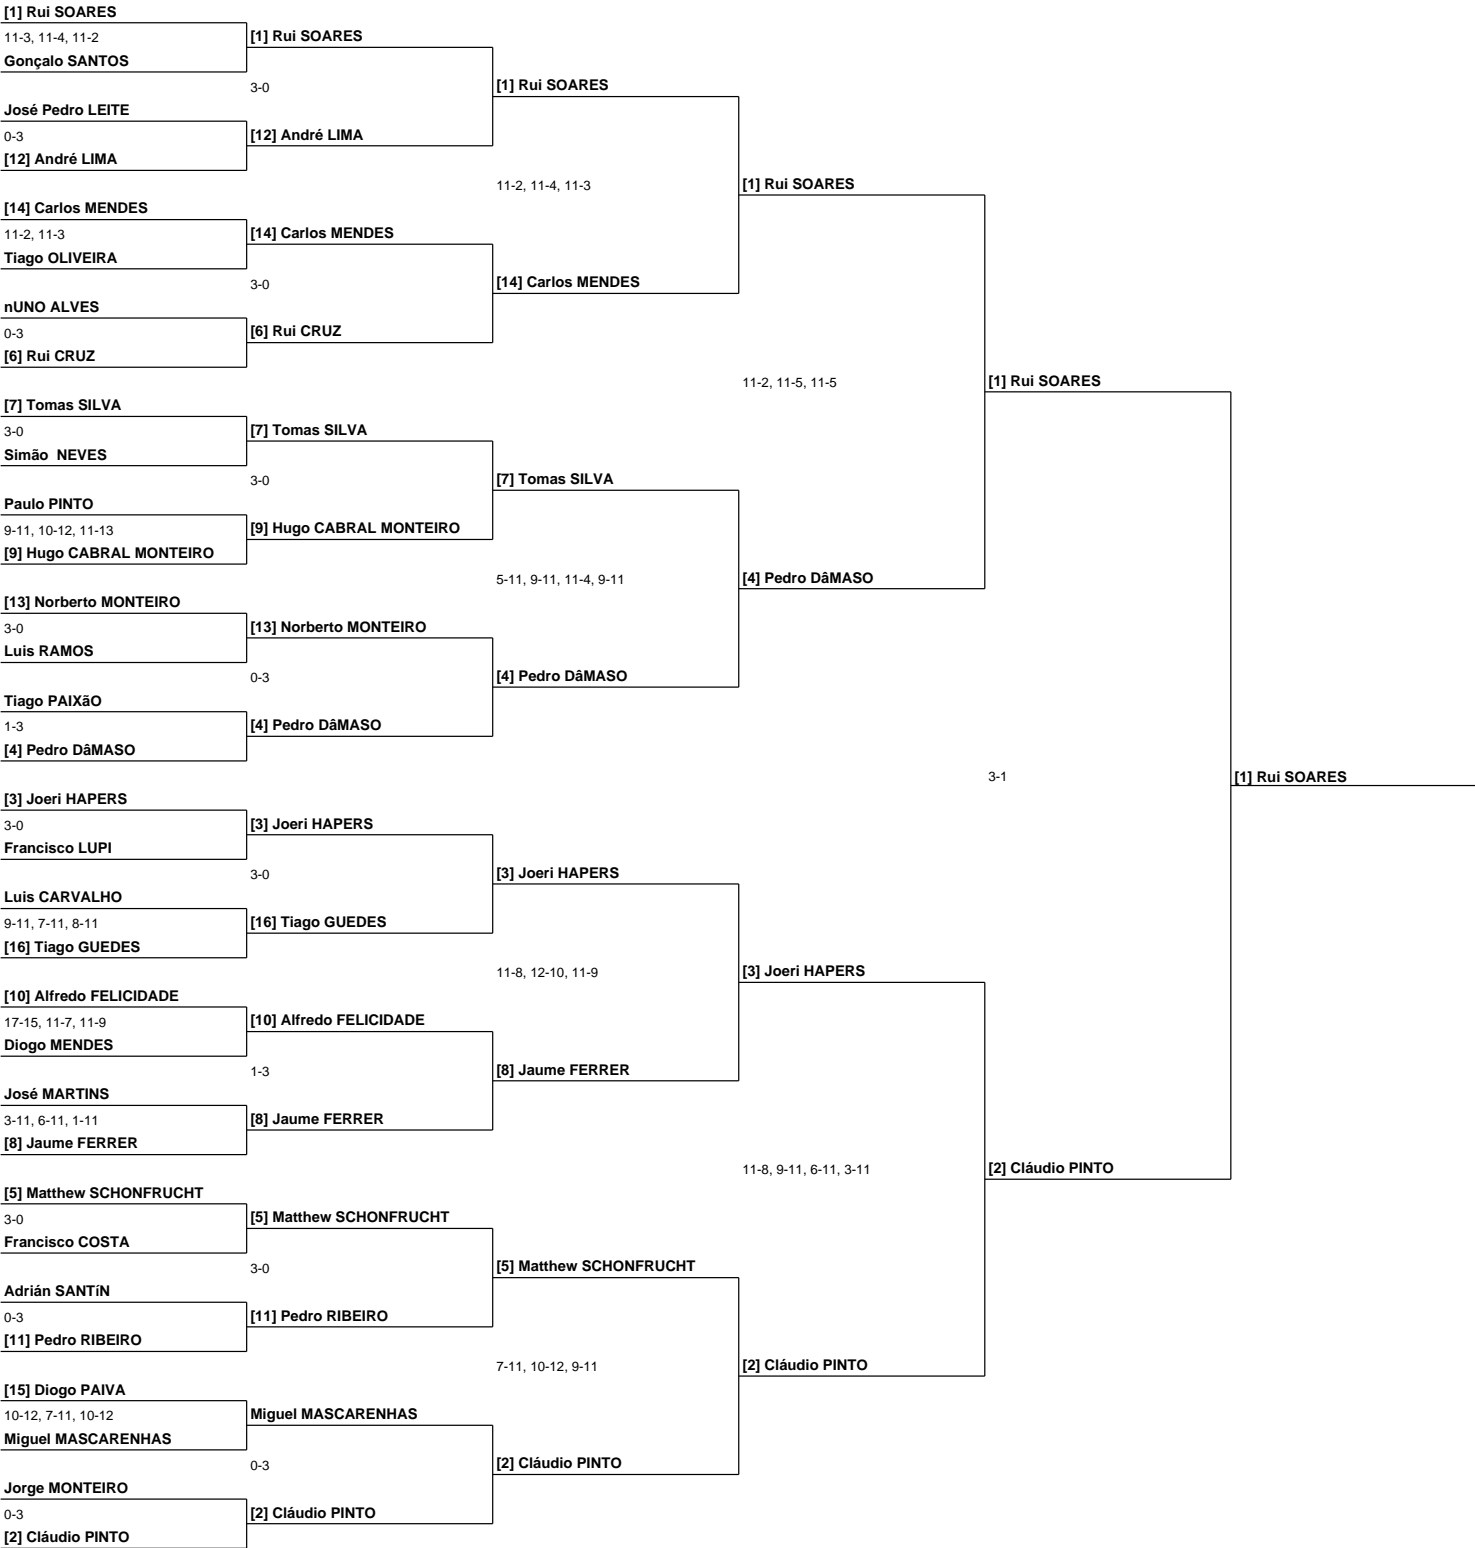 [1] Rui SOARES
11-3, 11-4, 11-2
Gonçalo SANTOS
José Pedro LEITE
0-3
[12] André LIMA
[14] Carlos MENDES
11-2, 11-3
Tiago OLIVEIRA
nUNO ALVES
0-3
[6] Rui CRUZ
[7] Tomas SILVA
3-0
Simão  NEVES
Paulo PINTO
9-11, 10-12, 11-13
[9] Hugo CABRAL MONTEIRO
[13] Norberto MONTEIRO
3-0
Luis RAMOS
Tiago PAIXãO
1-3
[4] Pedro DâMASO
[3] Joeri HAPERS
3-0
Francisco LUPI
Luis CARVALHO
9-11, 7-11, 8-11
[16] Tiago GUEDES
[10] Alfredo FELICIDADE
17-15, 11-7, 11-9
Diogo MENDES
José MARTINS
3-11, 6-11, 1-11
[8] Jaume FERRER
[5] Matthew SCHONFRUCHT
3-0
Francisco COSTA
Adrián SANTíN
0-3
[11] Pedro RIBEIRO
[15] Diogo PAIVA
10-12, 7-11, 10-12
Miguel MASCARENHAS
Jorge MONTEIRO
0-3
[2] Cláudio PINTO
[1] Rui SOARES
3-0
[12] André LIMA
[14] Carlos MENDES
3-0
[6] Rui CRUZ
[7] Tomas SILVA
3-0
[9] Hugo CABRAL MONTEIRO
[13] Norberto MONTEIRO
0-3
[4] Pedro DâMASO
[3] Joeri HAPERS
3-0
[16] Tiago GUEDES
[10] Alfredo FELICIDADE
1-3
[8] Jaume FERRER
[5] Matthew SCHONFRUCHT
3-0
[11] Pedro RIBEIRO
Miguel MASCARENHAS
0-3
[2] Cláudio PINTO
[1] Rui SOARES
11-2, 11-4, 11-3
[14] Carlos MENDES
[7] Tomas SILVA
5-11, 9-11, 11-4, 9-11
[4] Pedro DâMASO
[3] Joeri HAPERS
11-8, 12-10, 11-9
[8] Jaume FERRER
[5] Matthew SCHONFRUCHT
7-11, 10-12, 9-11
[2] Cláudio PINTO
[1] Rui SOARES
11-2, 11-5, 11-5
[4] Pedro DâMASO
[3] Joeri HAPERS
11-8, 9-11, 6-11, 3-11
[2] Cláudio PINTO
[1] Rui SOARES
3-1
[2] Cláudio PINTO
[1] Rui SOARES